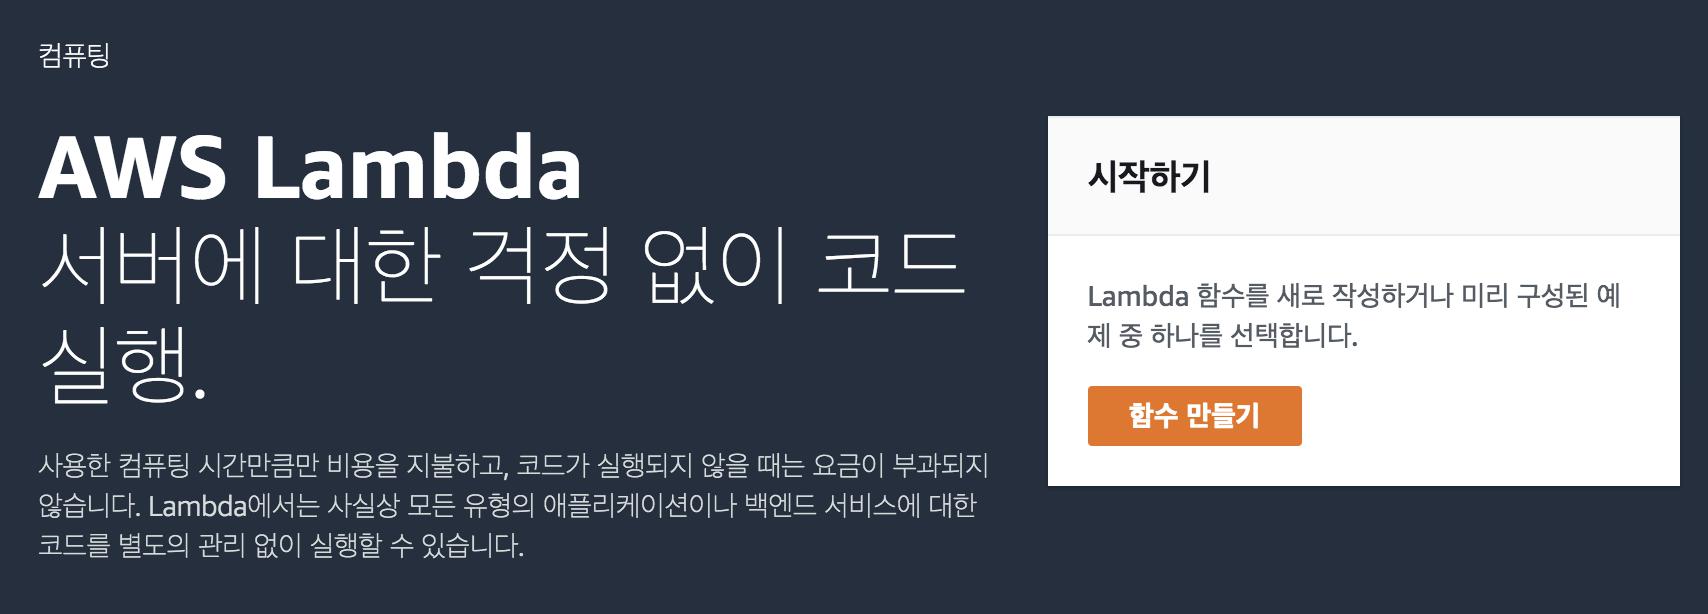 컴퓨팅
AWS Lambda
서버에 대한 걱정 없이 코드
실행.
사용한 컴퓨팅 시간만큼만 비용을 지불하고, 코드가 실행되지 않을 때는 요금이 부과되지
않습니다. Lambda에서는 사실상 모든 유형의 애플리케이션이나 백엔드 서비스에 대한
코드를 별도의 관리 없이 실행할 수 있습니다.
시작하기
Lambda 함수를 새로 작성하거나 미리 구성된 예
제 중 하나를 선택합니다.
함수 만들기